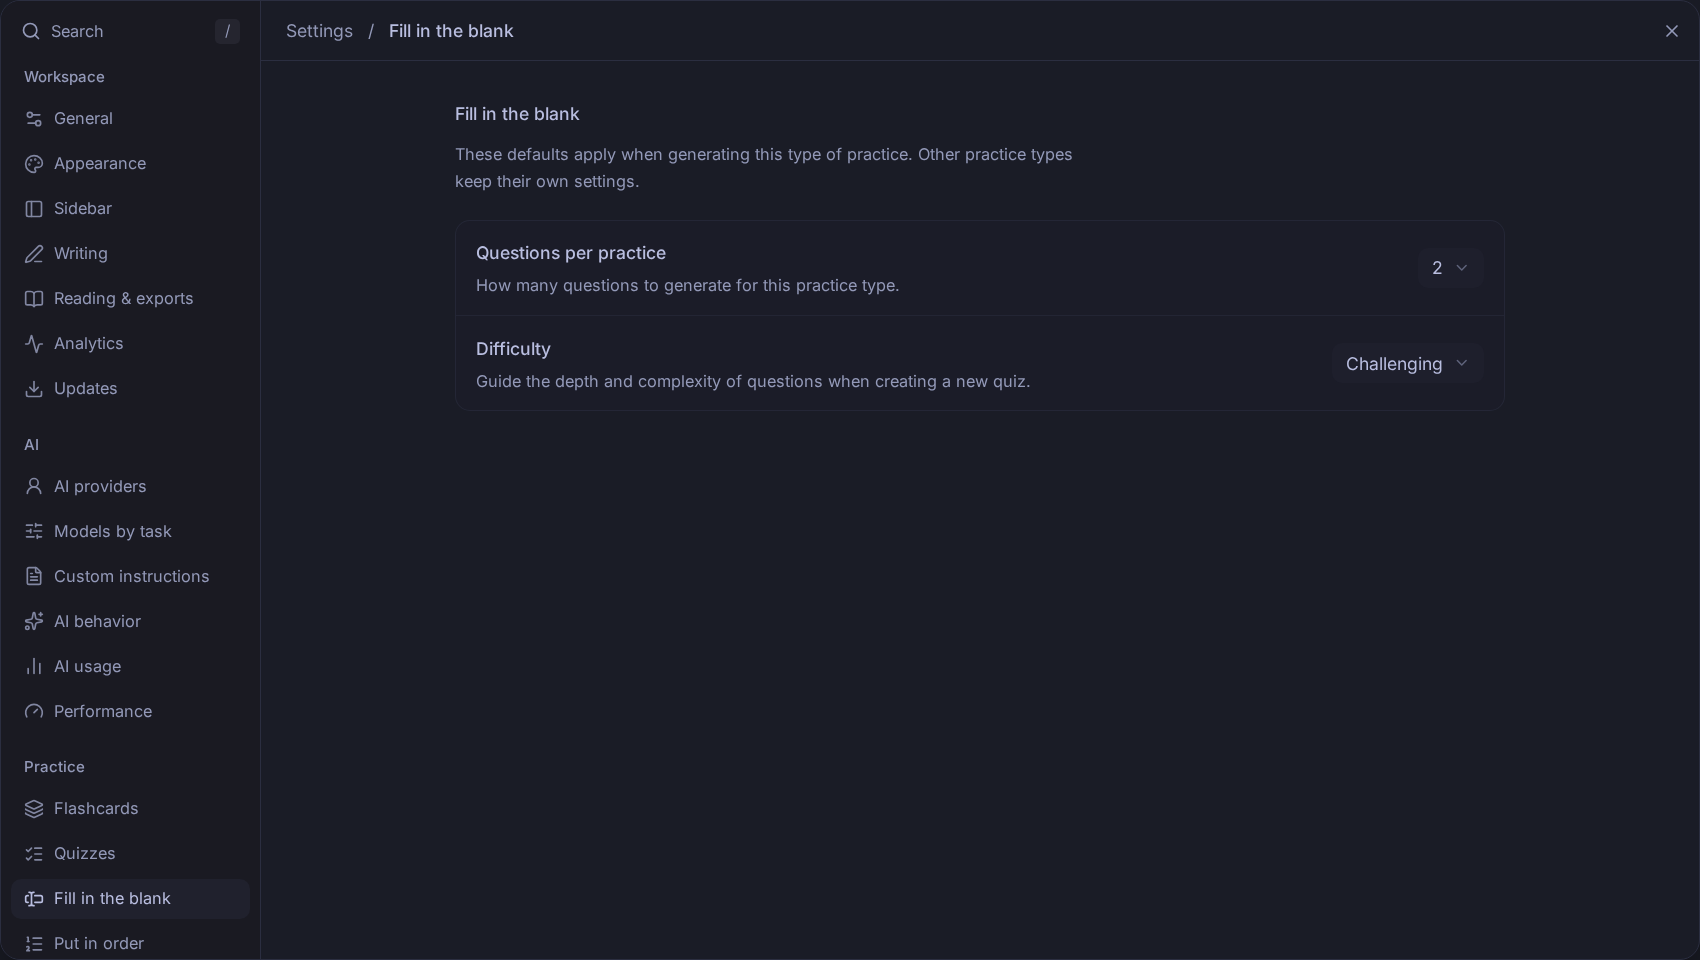 Search
/
Workspace
General
Appearance
Sidebar
Writing
Reading & exports
Analytics
Updates
AI
AI providers
Models by task
Custom instructions
AI behavior
AI usage
Performance
Practice
Flashcards
Quizzes
Fill in the blank
Put in order
Settings / Fill in the blank
Fill in the blank
These defaults apply when generating this type of practice. Other practice types
keep their own settings.
Questions per practice
How many questions to generate for this practice type.
2
Difficulty
Guide the depth and complexity of questions when creating a new quiz.
Challenging